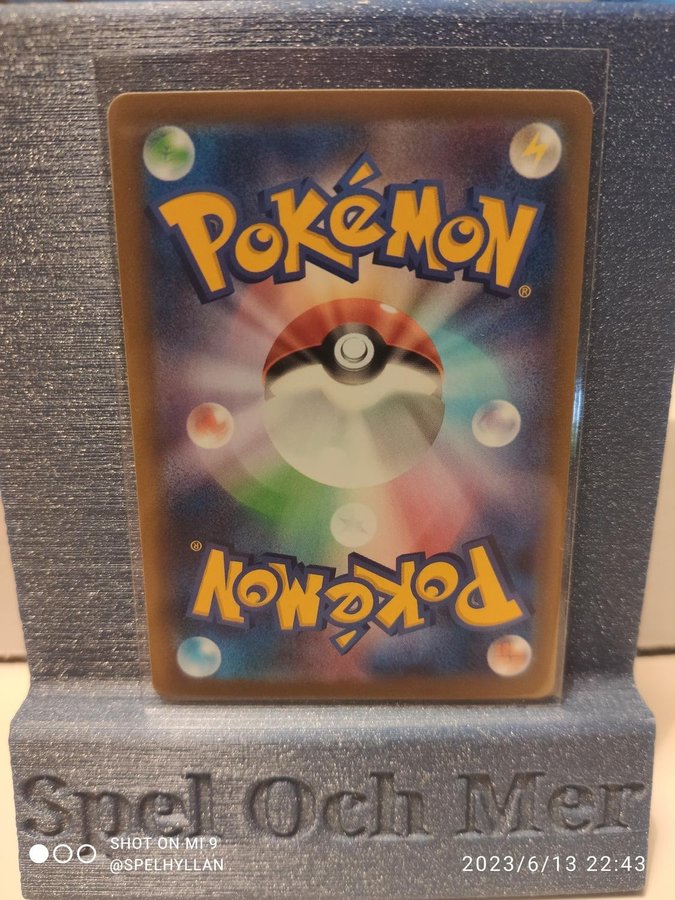 POKéMON
®
®
POKéMON
Spel Och Mer
SHOT ON MI 9
@SPELHYLLAN
2023/6/13 22:43